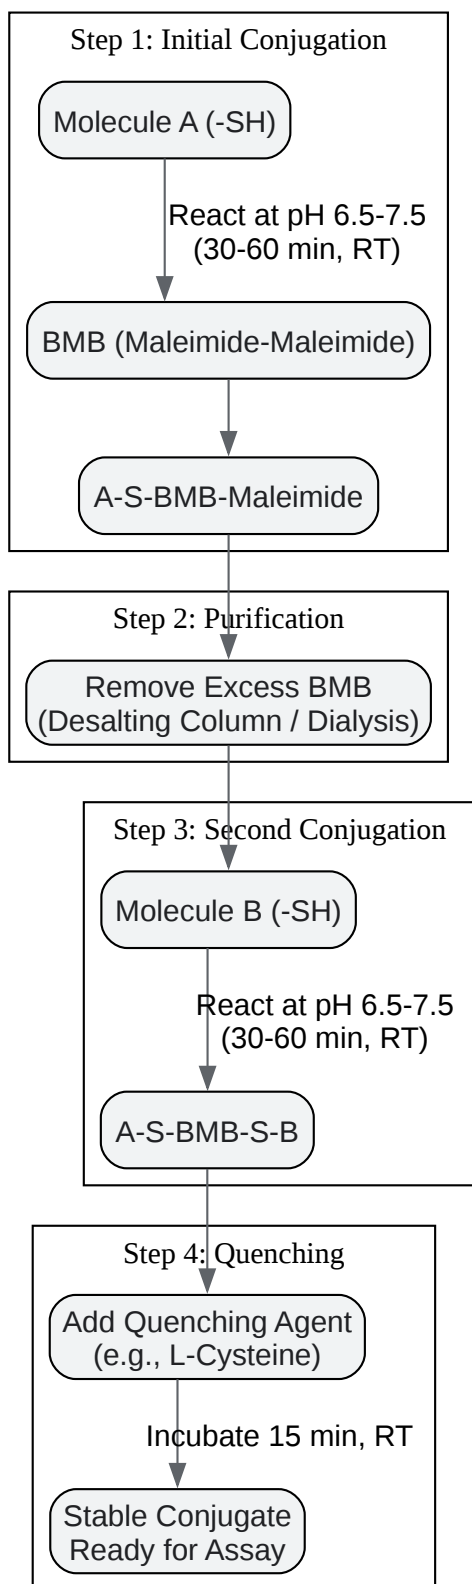 Step 1: Initial Conjugation
Molecule A (-SH)
React at pH 6.5-7.5
(30-60 min, RT)
BMB (Maleimide-Maleimide)
A-S-BMB-Maleimide
Step 2: Purification
Remove Excess BMB
(Desalting Column / Dialysis)
Step 3: Second Conjugation
Molecule B (-SH)
React at pH 6.5-7.5
(30-60 min, RT)
A-S-BMB-S-B
Step 4: Quenching
Add Quenching Agent
(e.g., L-Cysteine)
Incubate 15 min, RT
Stable Conjugate
Ready for Assay